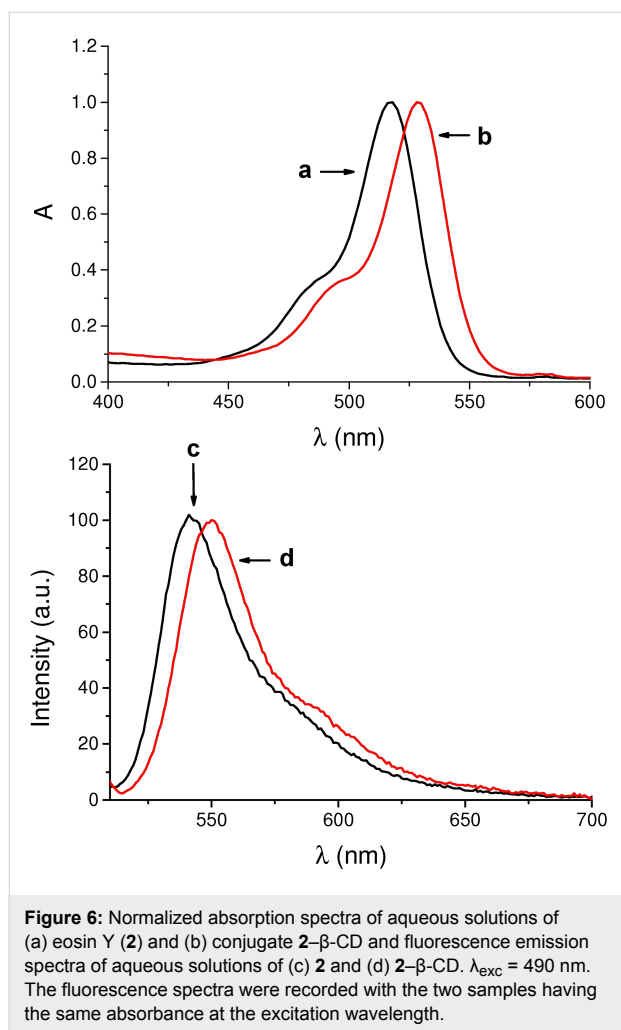 1.2
1.0
0.8
0.6
0.4
0.2
0.0
A
a
b
400
450
500
550
600
λ (nm)
c
120
100
80
60
40
20
0
Intensity (a.u.)
d
550
600
650
700
λ (nm)
Figure 6: Normalized absorption spectra of aqueous solutions of
(a) eosin Y (2) and (b) conjugate 2–β-CD and fluorescence emission
spectra of aqueous solutions of (c) 2 and (d) 2–β-CD. λexc = 490 nm.
The fluorescence spectra were recorded with the two samples having
the same absorbance at the excitation wavelength.